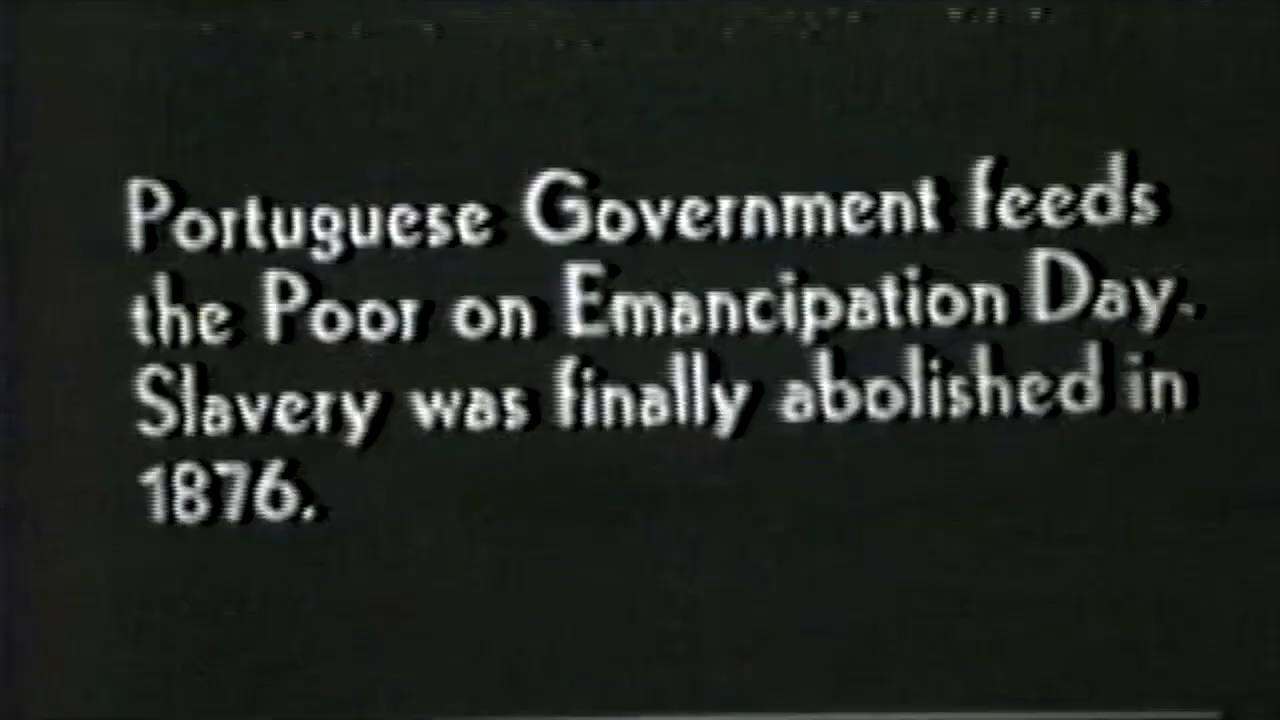 Portuguese Government feeds
the Poor on Emancipation Day.
Slavery was finally abolished in
1876.